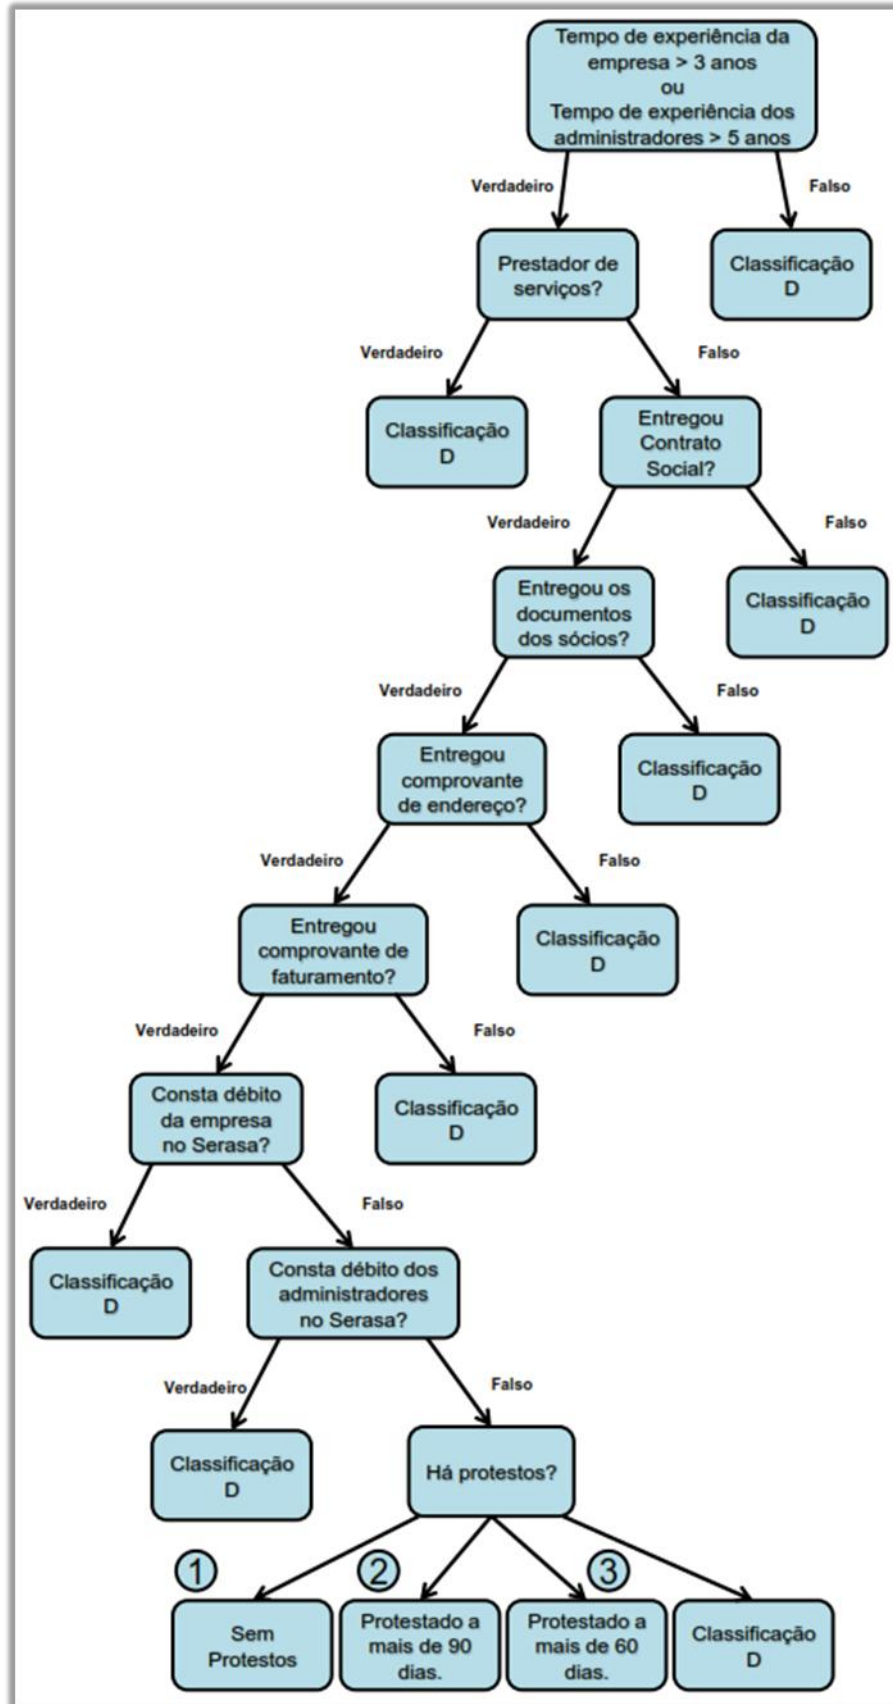 Tempo de experiência da
empresa > 3 anos
ou
Tempo de experiência dos
administradores > 5 anos
Verdadeiro
Falso
Prestador de
serviços?
Classificação
D
Verdadeiro
Falso
Classificação
D
Entregou
Contrato
Social?
Verdadeiro
Falso
Entregou os
documentos
dos sócios?
Classificação
D
Verdadeiro
Falso
Entregou
comprovante
de endereço?
Classificação
D
Verdadeiro
Falso
Entregou
comprovante de
faturamento?
Classificação
D
Verdadeiro
Falso
Consta débito
da empresa
no Serasa?
Classificação
D
Verdadeiro
Falso
Classificação
D
Consta débito dos
administradores
no Serasa?
Verdadeiro
Falso
Classificação
D
Há protestos?
1
2
3
Sem
Protestos
Protestado a
mais de 90
dias.
Protestado a
mais de 60
dias.
Classificação
D